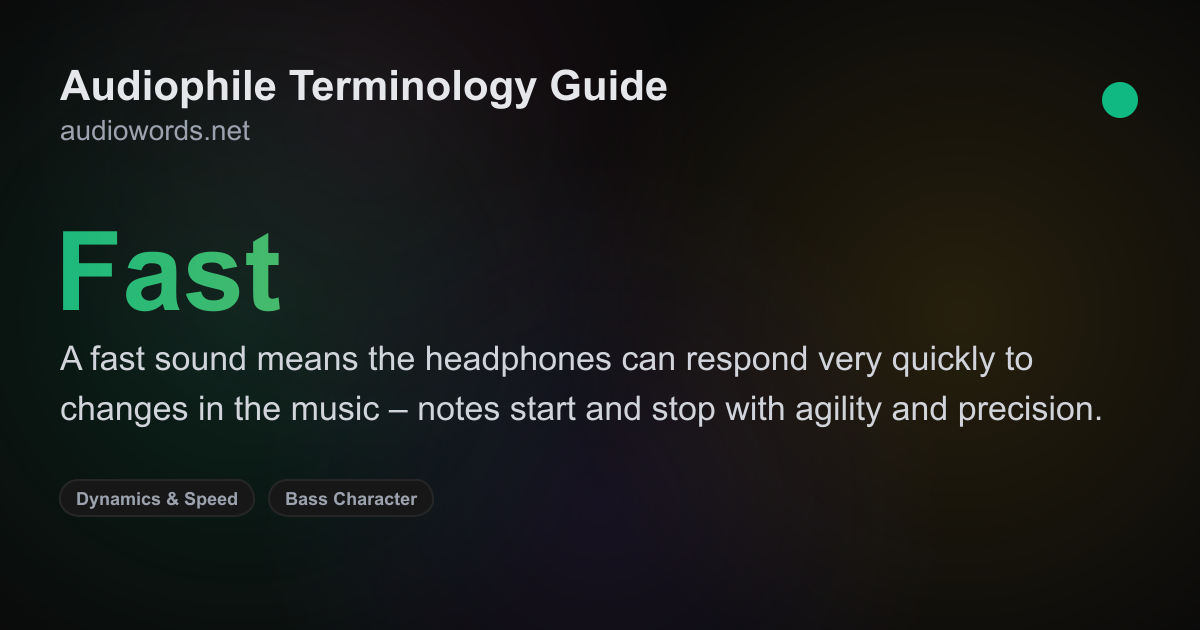 Audiophile Terminology Guide
audiowords.net
Fast
A fast sound means the headphones can respond very quickly to
changes in the music – notes start and stop with agility and precision.
Dynamics & Speed
Bass Character